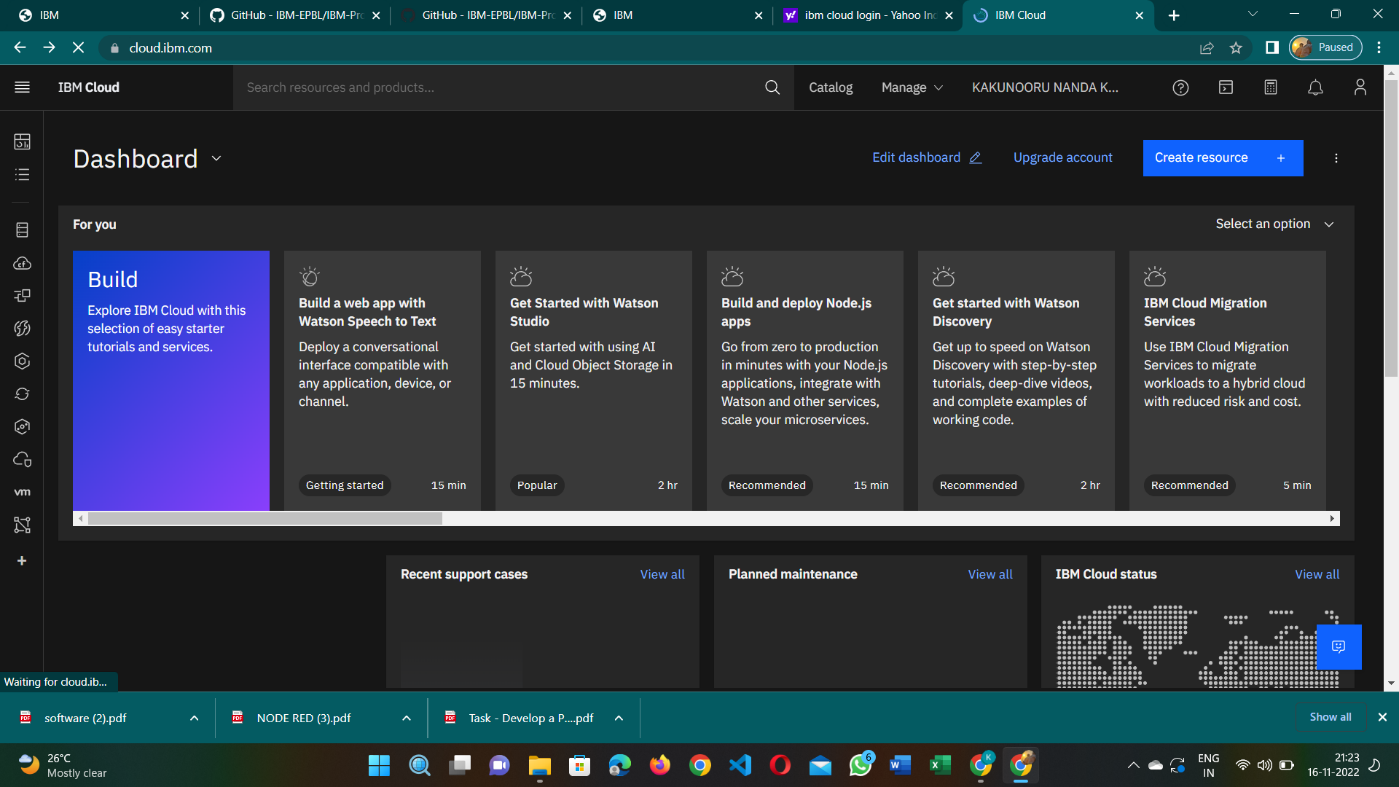 IBM
GitHub - IBM-EPBL/IBM-Pro
GitHub - IBM-EPBL/IBM-Pro
IBM
ibm cloud login - Yahoo Ind
IBM Cloud
cloud.ibm.com
Paused
IBM Cloud
Search resources and products...
Catalog
Manage
KAKUNOORU NANDA K...
Dashboard
Edit dashboard
Upgrade account
Create resource +
For you
Select an option
Build
Explore IBM Cloud with this
selection of easy starter
tutorials and services.
Build a web app with
Watson Speech to Text
Deploy a conversational
interface compatible with
any application, device, or
channel.
Getting started
15 min
Get Started with Watson
Studio
Get started with using AI
and Cloud Object Storage in
15 minutes.
Popular
2 hr
Build and deploy Node.js
apps
Go from zero to production
in minutes with your Node.js
applications, integrate with
Watson and other services,
scale your microservices.
Recommended
15 min
Get started with Watson
Discovery
Get up to speed on Watson
Discovery with step-by-step
tutorials, deep-dive videos,
and complete examples of
working code.
Recommended
2 hr
IBM Cloud Migration
Services
Use IBM Cloud Migration
Services to migrate
workloads to a hybrid cloud
with reduced risk and cost.
Recommended
5 min
vm
Recent support cases
View all
Planned maintenance
View all
IBM Cloud status
View all
Waiting for cloud.ib...
software (2).pdf
NODE RED (3).pdf
Task - Develop a P....pdf
Show all
26°C
Mostly clear
6
K
ENG
IN
21:23
16-11-2022